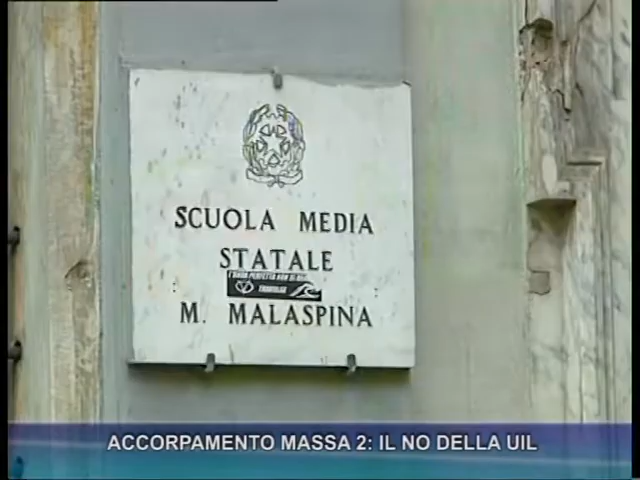 SCUOLA MEDIA
STATALE
M. MALASPINA
ACCORPAMENTO MASSA 2: IL NO DELLA UIL